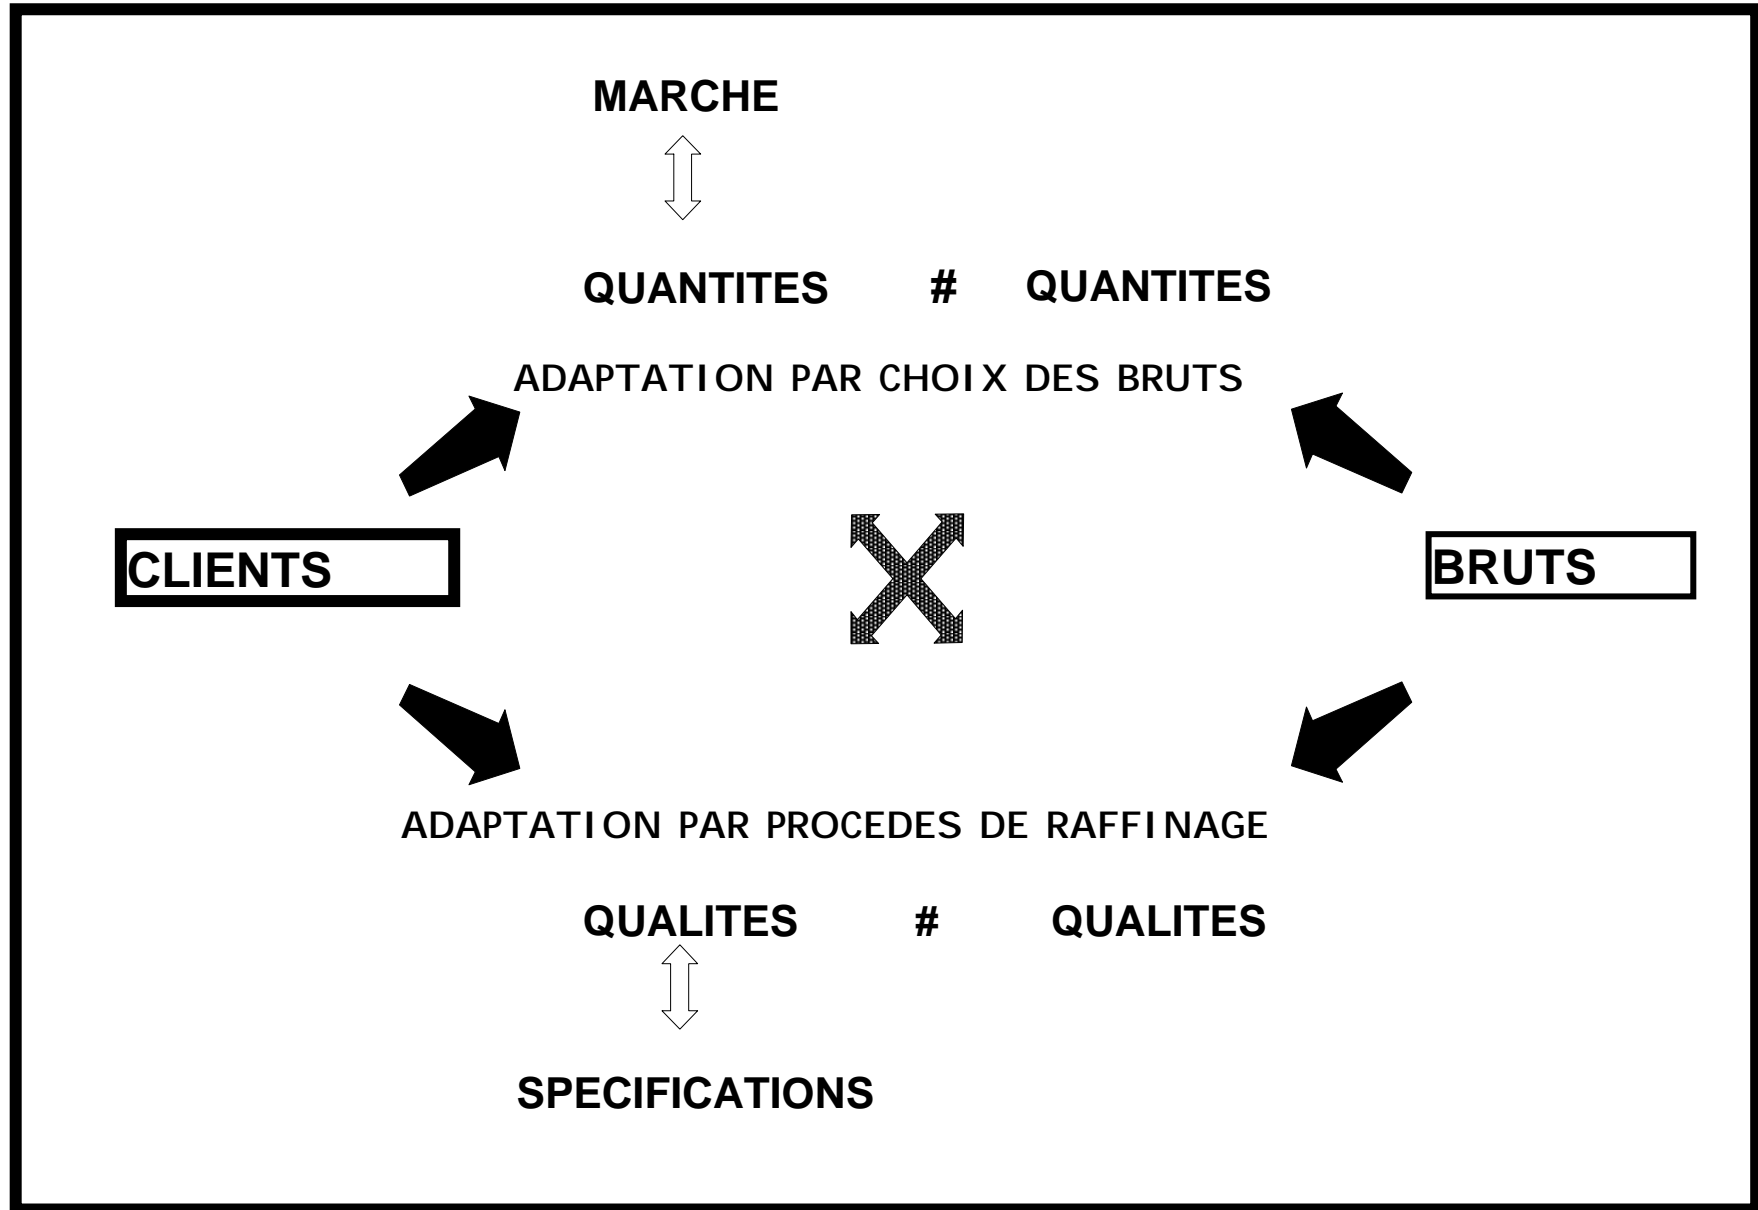 MARCHE
QUANTITES # QUANTITES
ADAPTATION PAR CHOIX DES BRUTS
CLIENTS
BRUTS
ADAPTATION PAR PROCEDES DE RAFFINAGE
QUALITES # QUALITES
SPECIFICATIONS